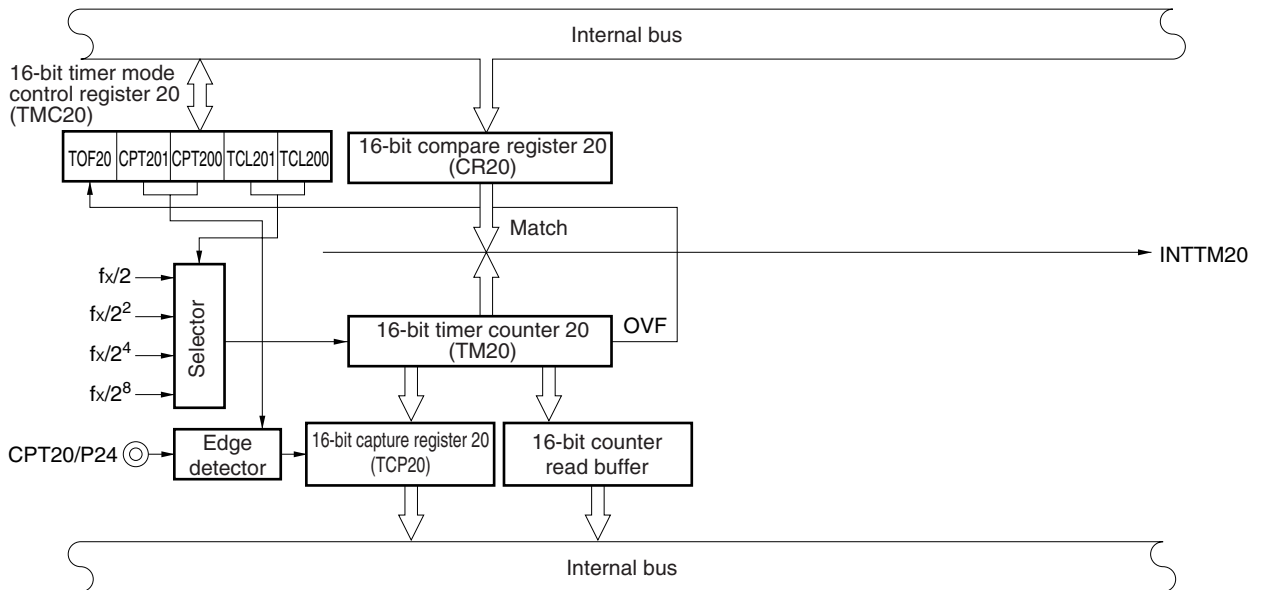 Internal bus
16-bit timer mode
control register 20
(TMC20)
TOF20 CPT201 CPT200 TCL201 TCL200
16-bit compare register 20
(CR20)
Match
INTTM20
fx/2
fx/2²
fx/2⁴
fx/2⁸
Selector
16-bit timer counter 20
(TM20)
OVF
CPT20/P24
Edge
detector
16-bit capture register 20
(TCP20)
16-bit counter
read buffer
Internal bus